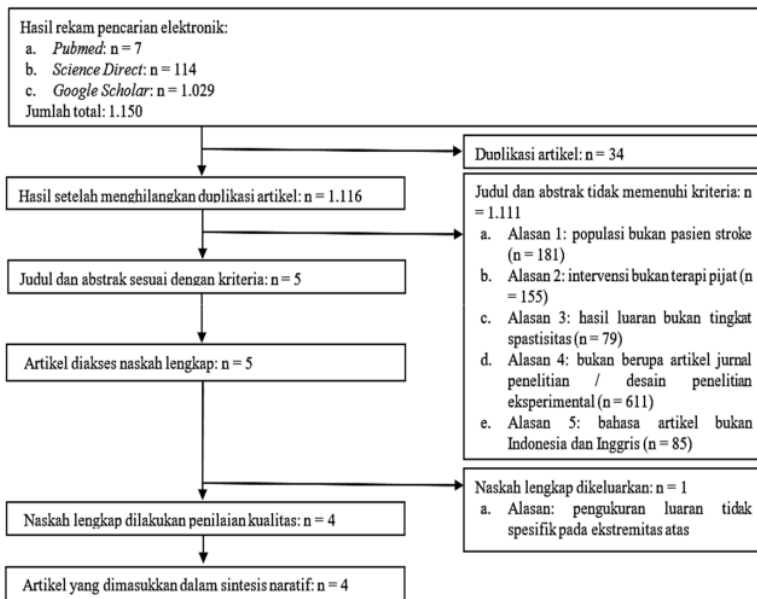 Hasil rekam pencarian elektronik:
a. Pubmed: n = 7
b. Science Direct: n = 114
c. Google Scholar: n = 1.029
Jumlah total: 1.150
Duplikasi artikel: n = 34
Hasil setelah menghilangkan duplikasi artikel: n = 1.116
Judul dan abstrak tidak memenuhi kriteria: n
= 1.111
a. Alasan 1: populasi bukan pasien stroke
(n = 181)
b. Alasan 2: intervensi bukan terapi pijat (n
= 155)
c. Alasan 3: hasil luaran bukan tingkat
spastisitas (n = 79)
d. Alasan 4: bukan berupa artikel jurnal
penelitian / desain penelitian
eksperimental (n = 611)
e. Alasan 5: bahasa artikel bukan
Indonesia dan Inggris (n = 85)
Judul dan abstrak sesuai dengan kriteria: n = 5
Artikel diakses naskah lengkap: n = 5
Naskah lengkap dikeluarkan: n = 1
a. Alasan: pengukuran luaran tidak
spesifik pada ekstremitas atas
Naskah lengkap dilakukan penilaian kualitas: n = 4
Artikel yang dimasukkan dalam sintesis naratif: n = 4